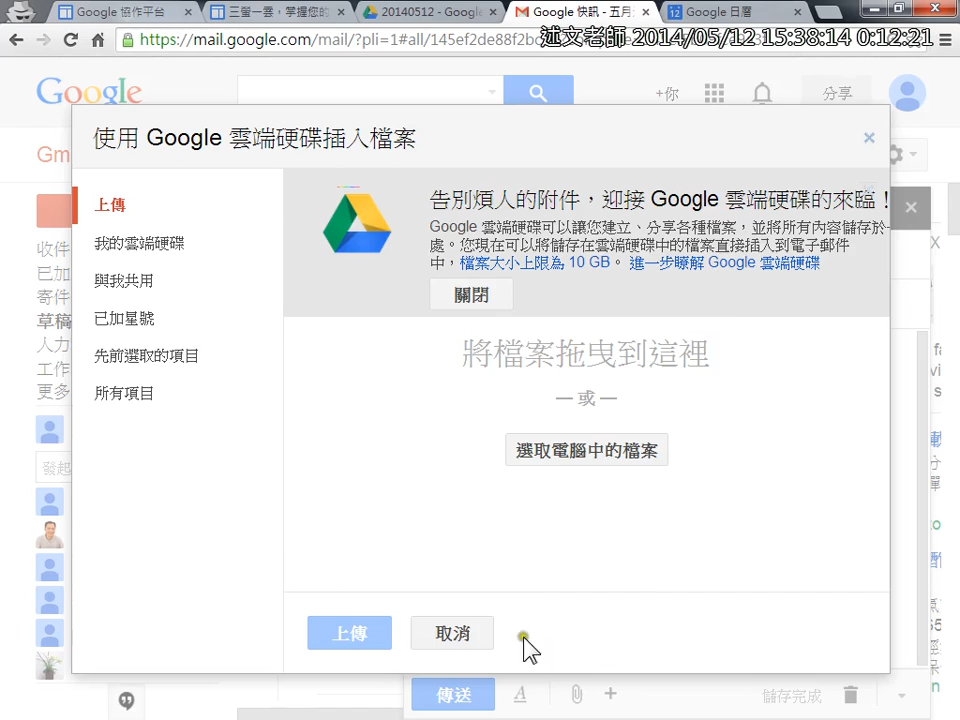 Google 協作平台
三螢一雲，掌握您的
20140512 - Google
Google 快訊 - 五月
Google 日曆
https://mail.google.com/mail/?pli=1#all/145ef2de88f2b
述文老師 2014/05/12 15:38:14 0:12:21
Google
+你
分享
Gm
使用 Google 雲端硬碟插入檔案
上傳
我的雲端硬碟
與我共用
已加星號
先前選取的項目
所有項目
告別煩人的附件，迎接 Google 雲端硬碟的來臨！
Google 雲端硬碟可以讓您建立、分享各種檔案，並將所有內容儲存於
處。您現在可以將儲存在雲端硬碟中的檔案直接插入到電子郵件
中，檔案大小上限為 10 GB。 進一步瞭解 Google 雲端硬碟
關閉
將檔案拖曳到這裡
— 或 —
選取電腦中的檔案
上傳
取消
收件
已加
寄件
草稿
人力
工作
更多
發起
傳送
儲存完成